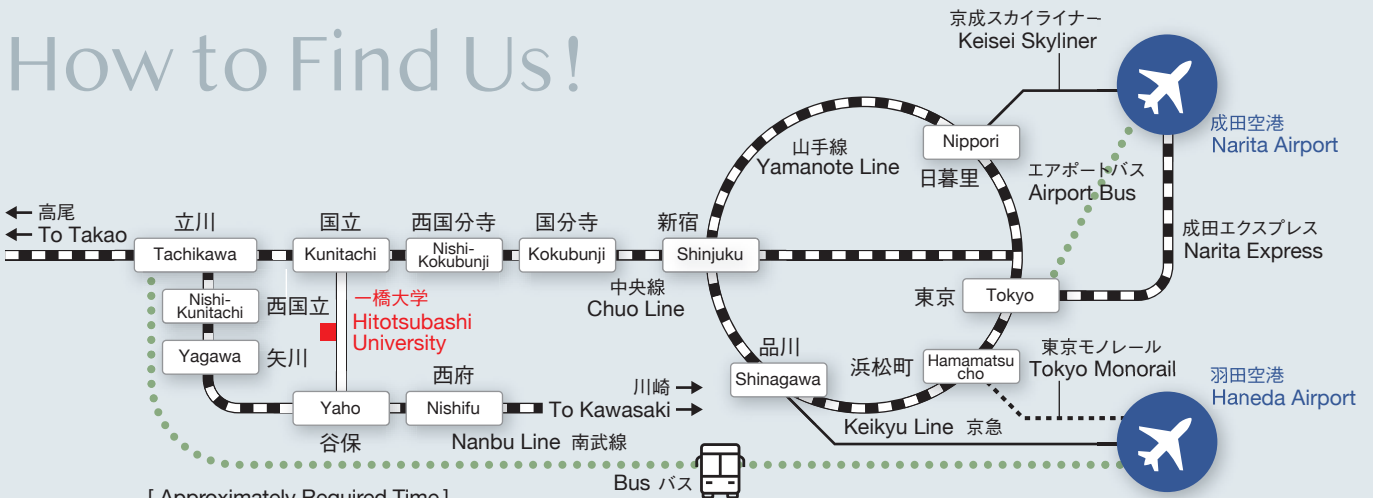 How to Find Us!
京成スカイライナー
Keisei Skyliner
成田空港
Narita Airport
山手線
Yamanote Line
Nippori
日暮里
エアポートバス
Airport Bus
成田エクスプレス
Narita Express
高尾
To Takao
立川
Tachikawa
国立
Kunitachi
西国分寺
Nishi-
Kokubunji
国分寺
Kokubunji
新宿
Shinjuku
中央線
Chuo Line
東京
Tokyo
Nishi-
Kunitachi
西国立
一橋大学
Hitotsubashi
University
Yagawa
矢川
品川
Shinagawa
浜松町
Hamamatsu
cho
東京モノレール
Tokyo Monorail
羽田空港
Haneda Airport
Yaho
谷保
西府
Nishifu
川崎
To Kawasaki
Nanbu Line 南武線
Keikyu Line 京急
Bus バス
[ Approximately Required Time ]